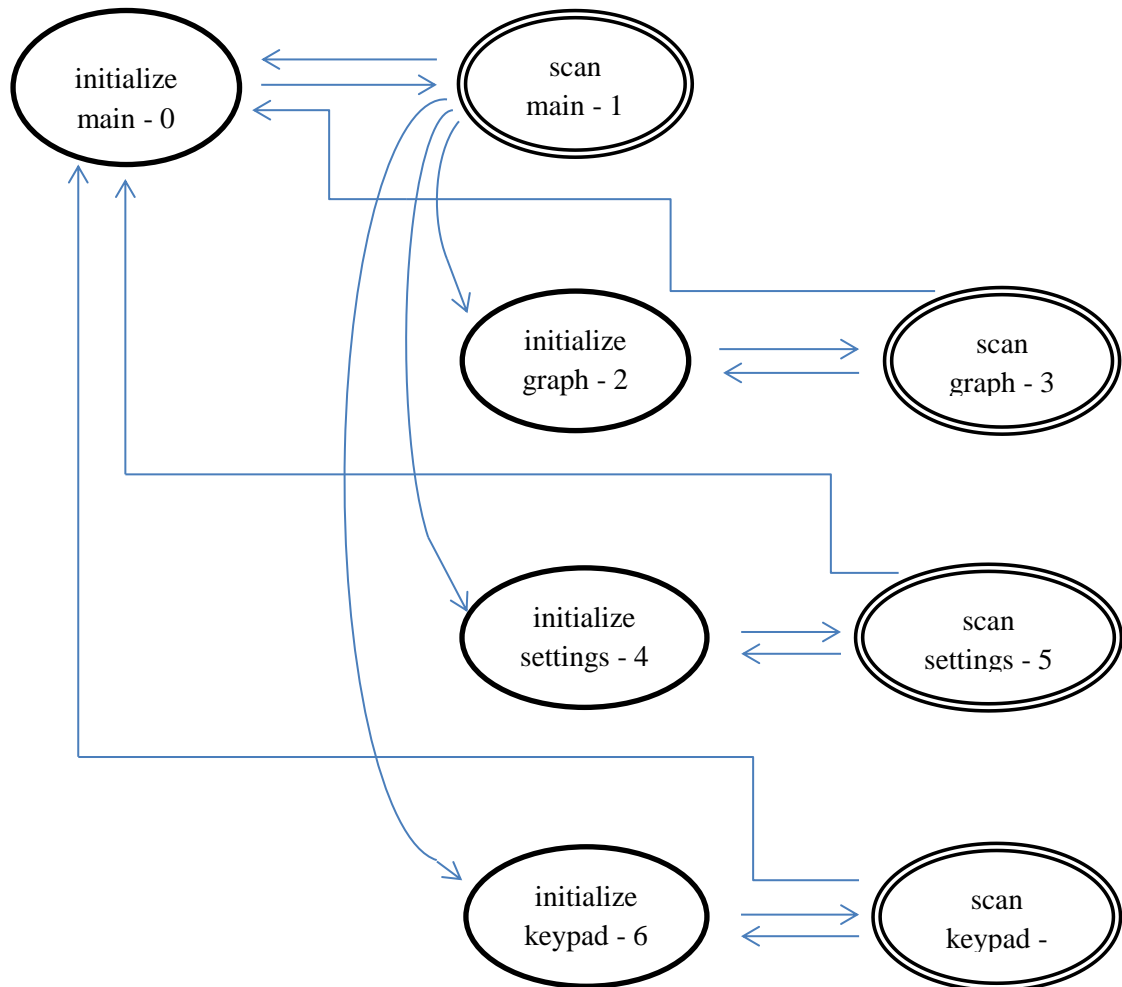 initialize
main - 0
scan
main - 1
initialize
graph - 2
scan
graph - 3
initialize
settings - 4
scan
settings - 5
initialize
keypad - 6
scan
keypad -